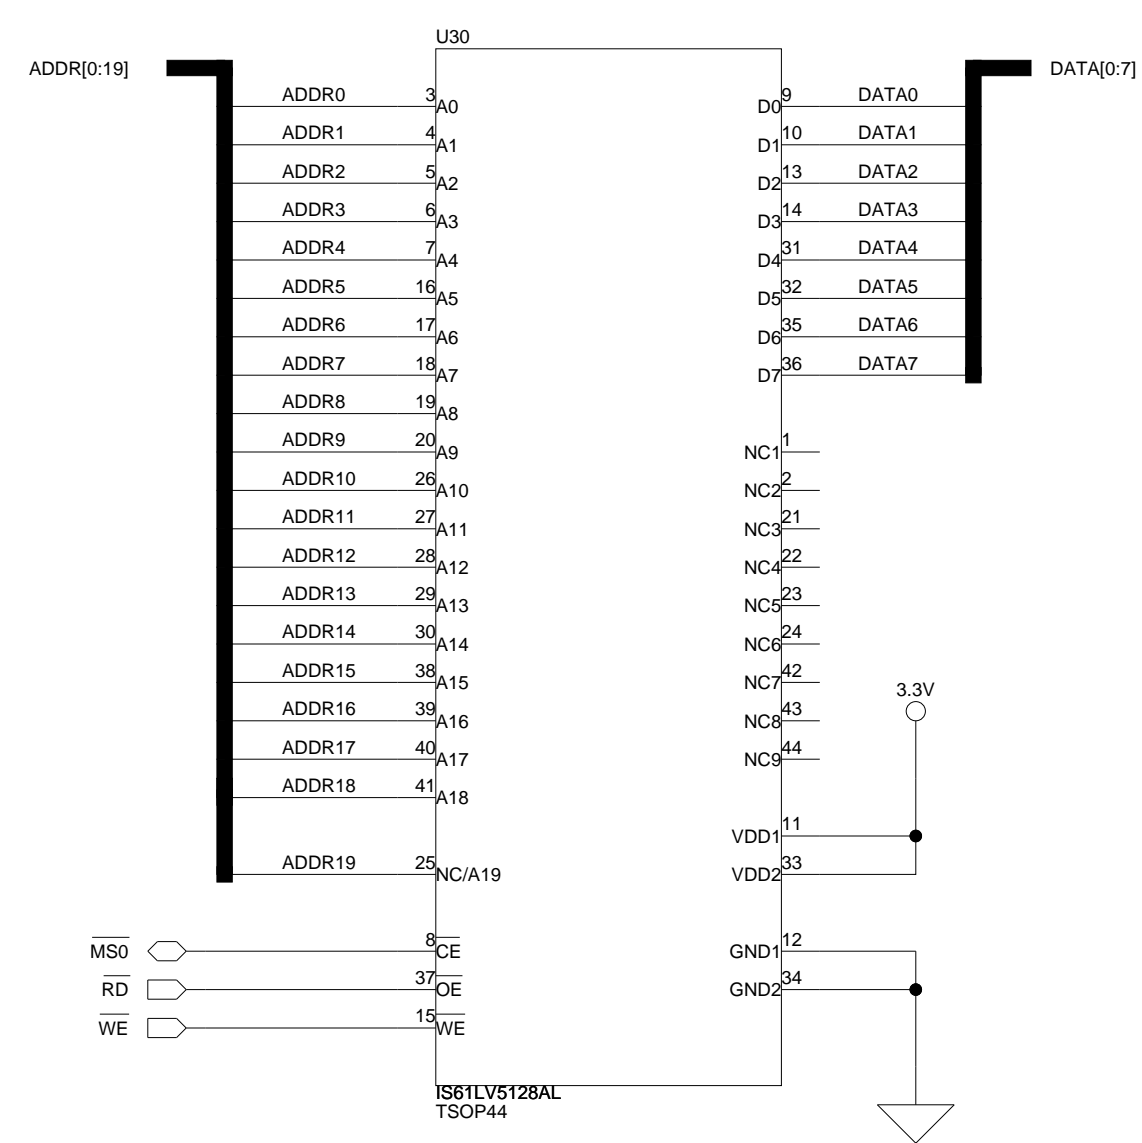 U30
ADDR[0:19] DATA[0:7]
ADDR0 3 A0 D0 9 DATA0
ADDR1 4 A1 D1 10 DATA1
ADDR2 5 A2 D2 13 DATA2
ADDR3 6 A3 D3 14 DATA3
ADDR4 7 A4 D4 31 DATA4
ADDR5 16 A5 D5 32 DATA5
ADDR6 17 A6 D6 35 DATA6
ADDR7 18 A7 D7 36 DATA7
ADDR8 19 A8
ADDR9 20 A9 NC1 1
ADDR10 26 A10 NC2 2
ADDR11 27 A11 NC3 21
ADDR12 28 A12 NC4 22
ADDR13 29 A13 NC5 23
ADDR14 30 A14 NC6 24
ADDR15 38 A15 NC7 42
3.3V
ADDR16 39 A16 NC8 43
ADDR17 40 A17 NC9 44
ADDR18 41 A18
VDD1 11
ADDR19 25 NC/A19 VDD2 33
MS0 8 CE GND1 12
RD 37 OE GND2 34
WE 15 WE
IS61LV5128AL
TSOP44